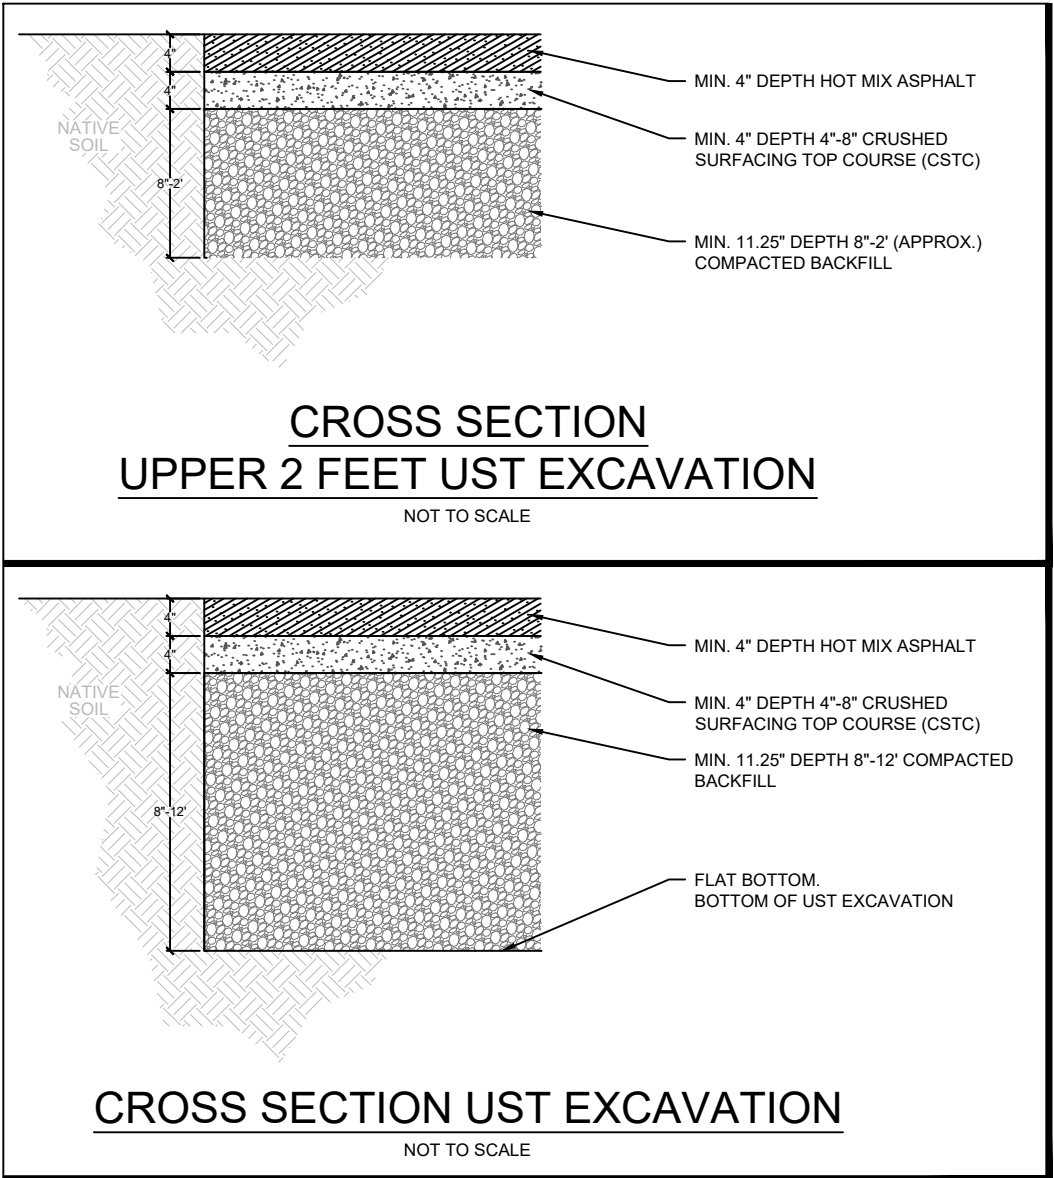 4"
MIN. 4" DEPTH HOT MIX ASPHALT
4"
NATIVE
SOIL
MIN. 4" DEPTH 4"-8" CRUSHED
SURFACING TOP COURSE (CSTC)
8"-2'
MIN. 11.25" DEPTH 8"-2' (APPROX.)
COMPACTED BACKFILL
CROSS SECTION
UPPER 2 FEET UST EXCAVATION
NOT TO SCALE
4"
MIN. 4" DEPTH HOT MIX ASPHALT
4"
NATIVE
SOIL
MIN. 4" DEPTH 4"-8" CRUSHED
SURFACING TOP COURSE (CSTC)
MIN. 11.25" DEPTH 8"-12' COMPACTED
BACKFILL
8"-12'
FLAT BOTTOM.
BOTTOM OF UST EXCAVATION
CROSS SECTION UST EXCAVATION
NOT TO SCALE